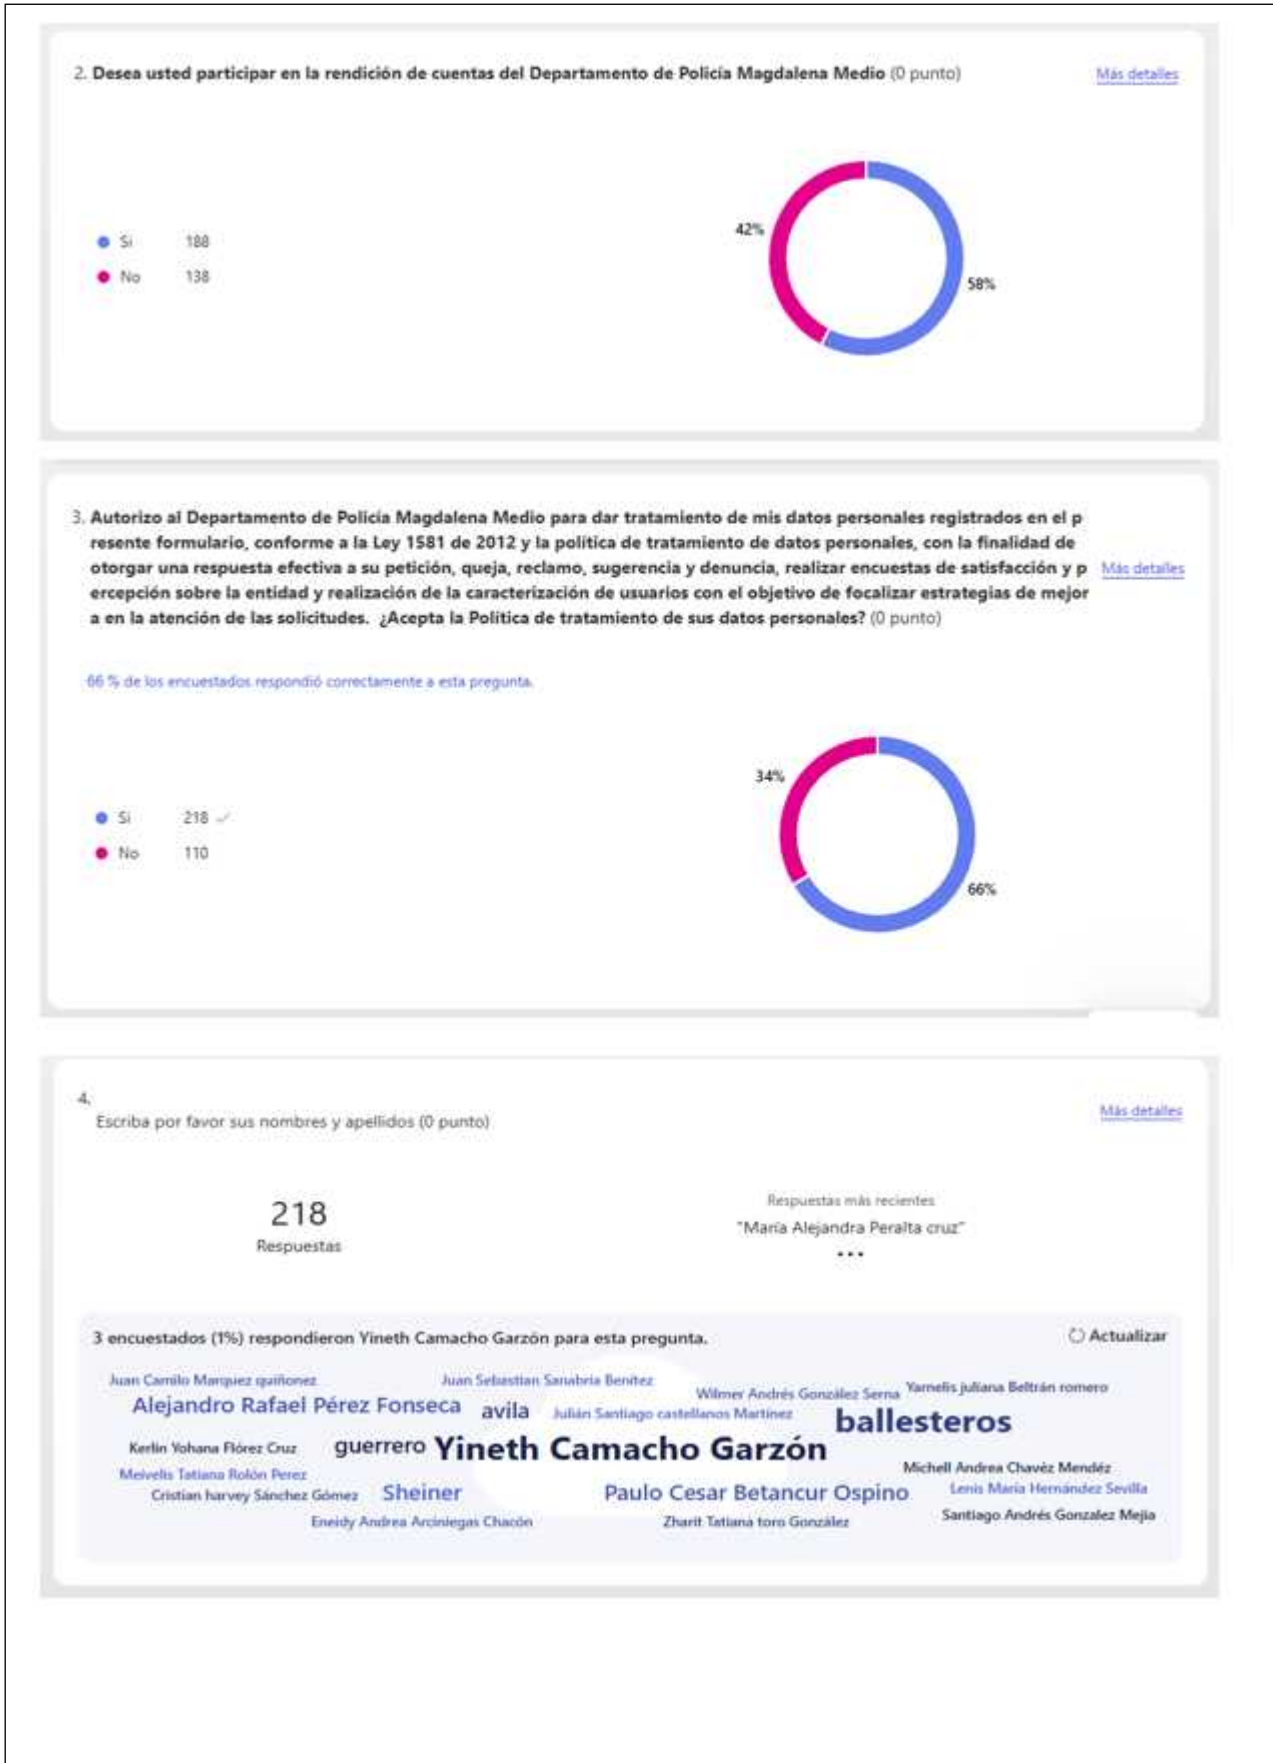 2. Desea usted participar en la rendición de cuentas del Departamento de Policía Magdalena Medio (0 punto)
Más detalles
Si 188
No 138
42%
58%
3. Autorizo al Departamento de Policía Magdalena Medio para dar tratamiento de mis datos personales registrados en el p
resente formulario, conforme a la Ley 1581 de 2012 y la política de tratamiento de datos personales, con la finalidad de
otorgar una respuesta efectiva a su petición, queja, reclamo, sugerencia y denuncia, realizar encuestas de satisfacción y p
Más detalles
ercepción sobre la entidad y realización de la caracterización de usuarios con el objetivo de focalizar estrategias de mejor
a en la atención de las solicitudes. ¿Acepta la Política de tratamiento de sus datos personales? (0 punto)
66 % de los encuestados respondió correctamente a esta pregunta.
Si 218
No 110
34%
66%
4.
Escriba por favor sus nombres y apellidos (0 punto)
Más detalles
218
Respuestas
Respuestas más recientes
"María Alejandra Peralta cruz"
...
3 encuestados (1%) respondieron Yineth Camacho Garzón para esta pregunta.
Actualizar
Juan Camilo Marquez quiñonez
Juan Sebastian Sanabria Benítez
Wilmer Andrés González Serna
Yarnelis juliana Beltrán romero
Alejandro Rafael Pérez Fonseca
avila
Julián Santiago castellanos Martínez
ballesteros
Kerlin Yohana Flórez Cruz
guerrero
Yineth Camacho Garzón
Michell Andrea Chavéz Mendéz
Meivelis Tatiana Rolón Perez
Cristian harvey Sánchez Gómez
Sheiner
Paulo Cesar Betancur Ospino
Lenis María Hernández Sevilla
Eneidy Andrea Arciniegas Chacón
Zharit Tatiana toro González
Santiago Andrés Gonzalez Mejia